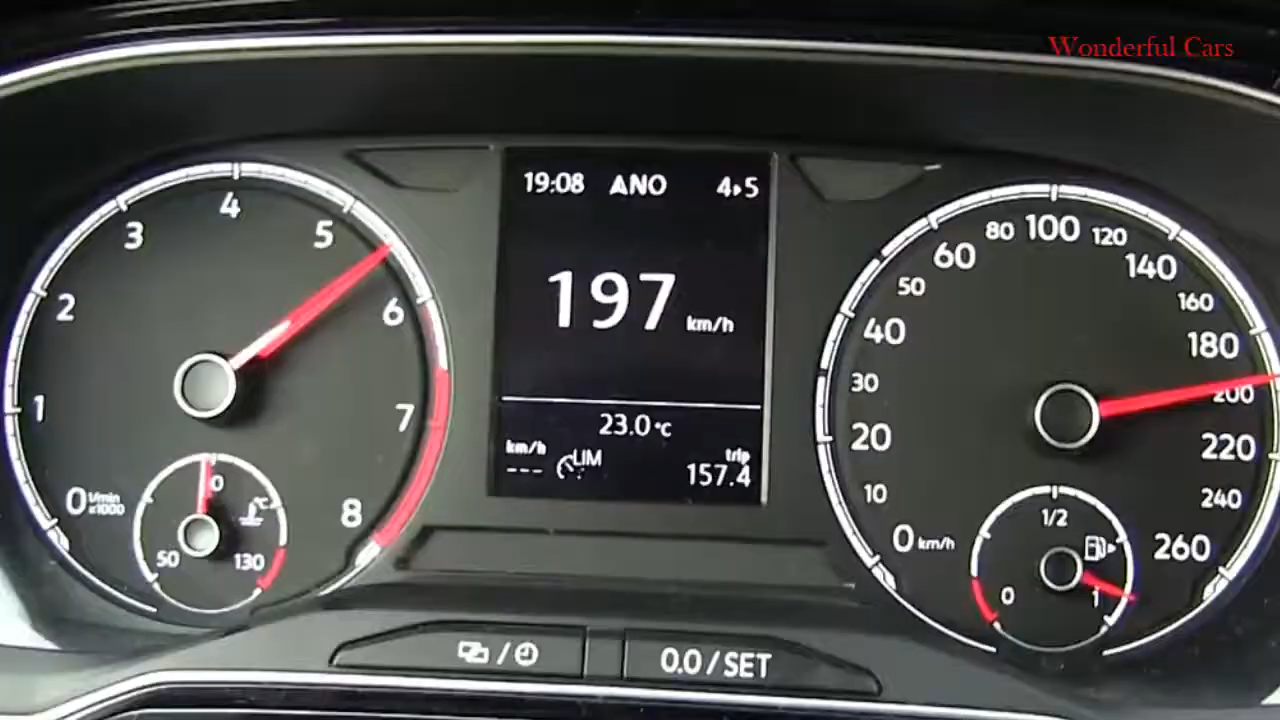 Wonderful Cars
19:08 ANO 4▸5
197 km/h
23.0 °C
km/h
--- LIM
trip
157.4
0 1 2 3 4 5 6 7 8
l/min
x1000
50 130
°C
0 km/h 10 20 30 40 50 60 80 100 120 140 160 180 200 220 240 260
0 1/2 1
/
0.0 / SET